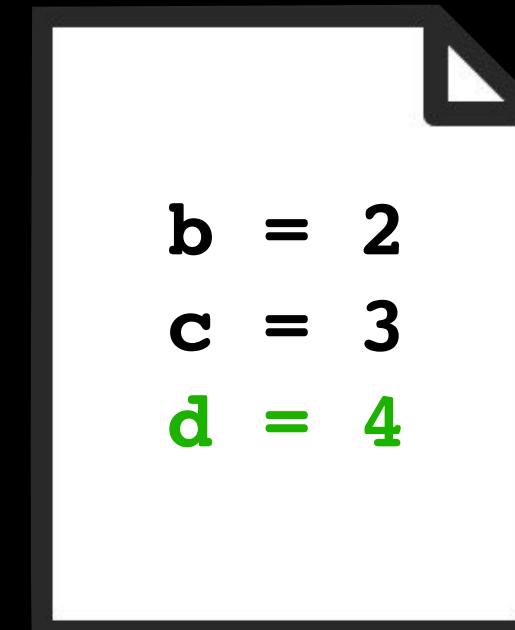 b = 2
c = 3
d = 4